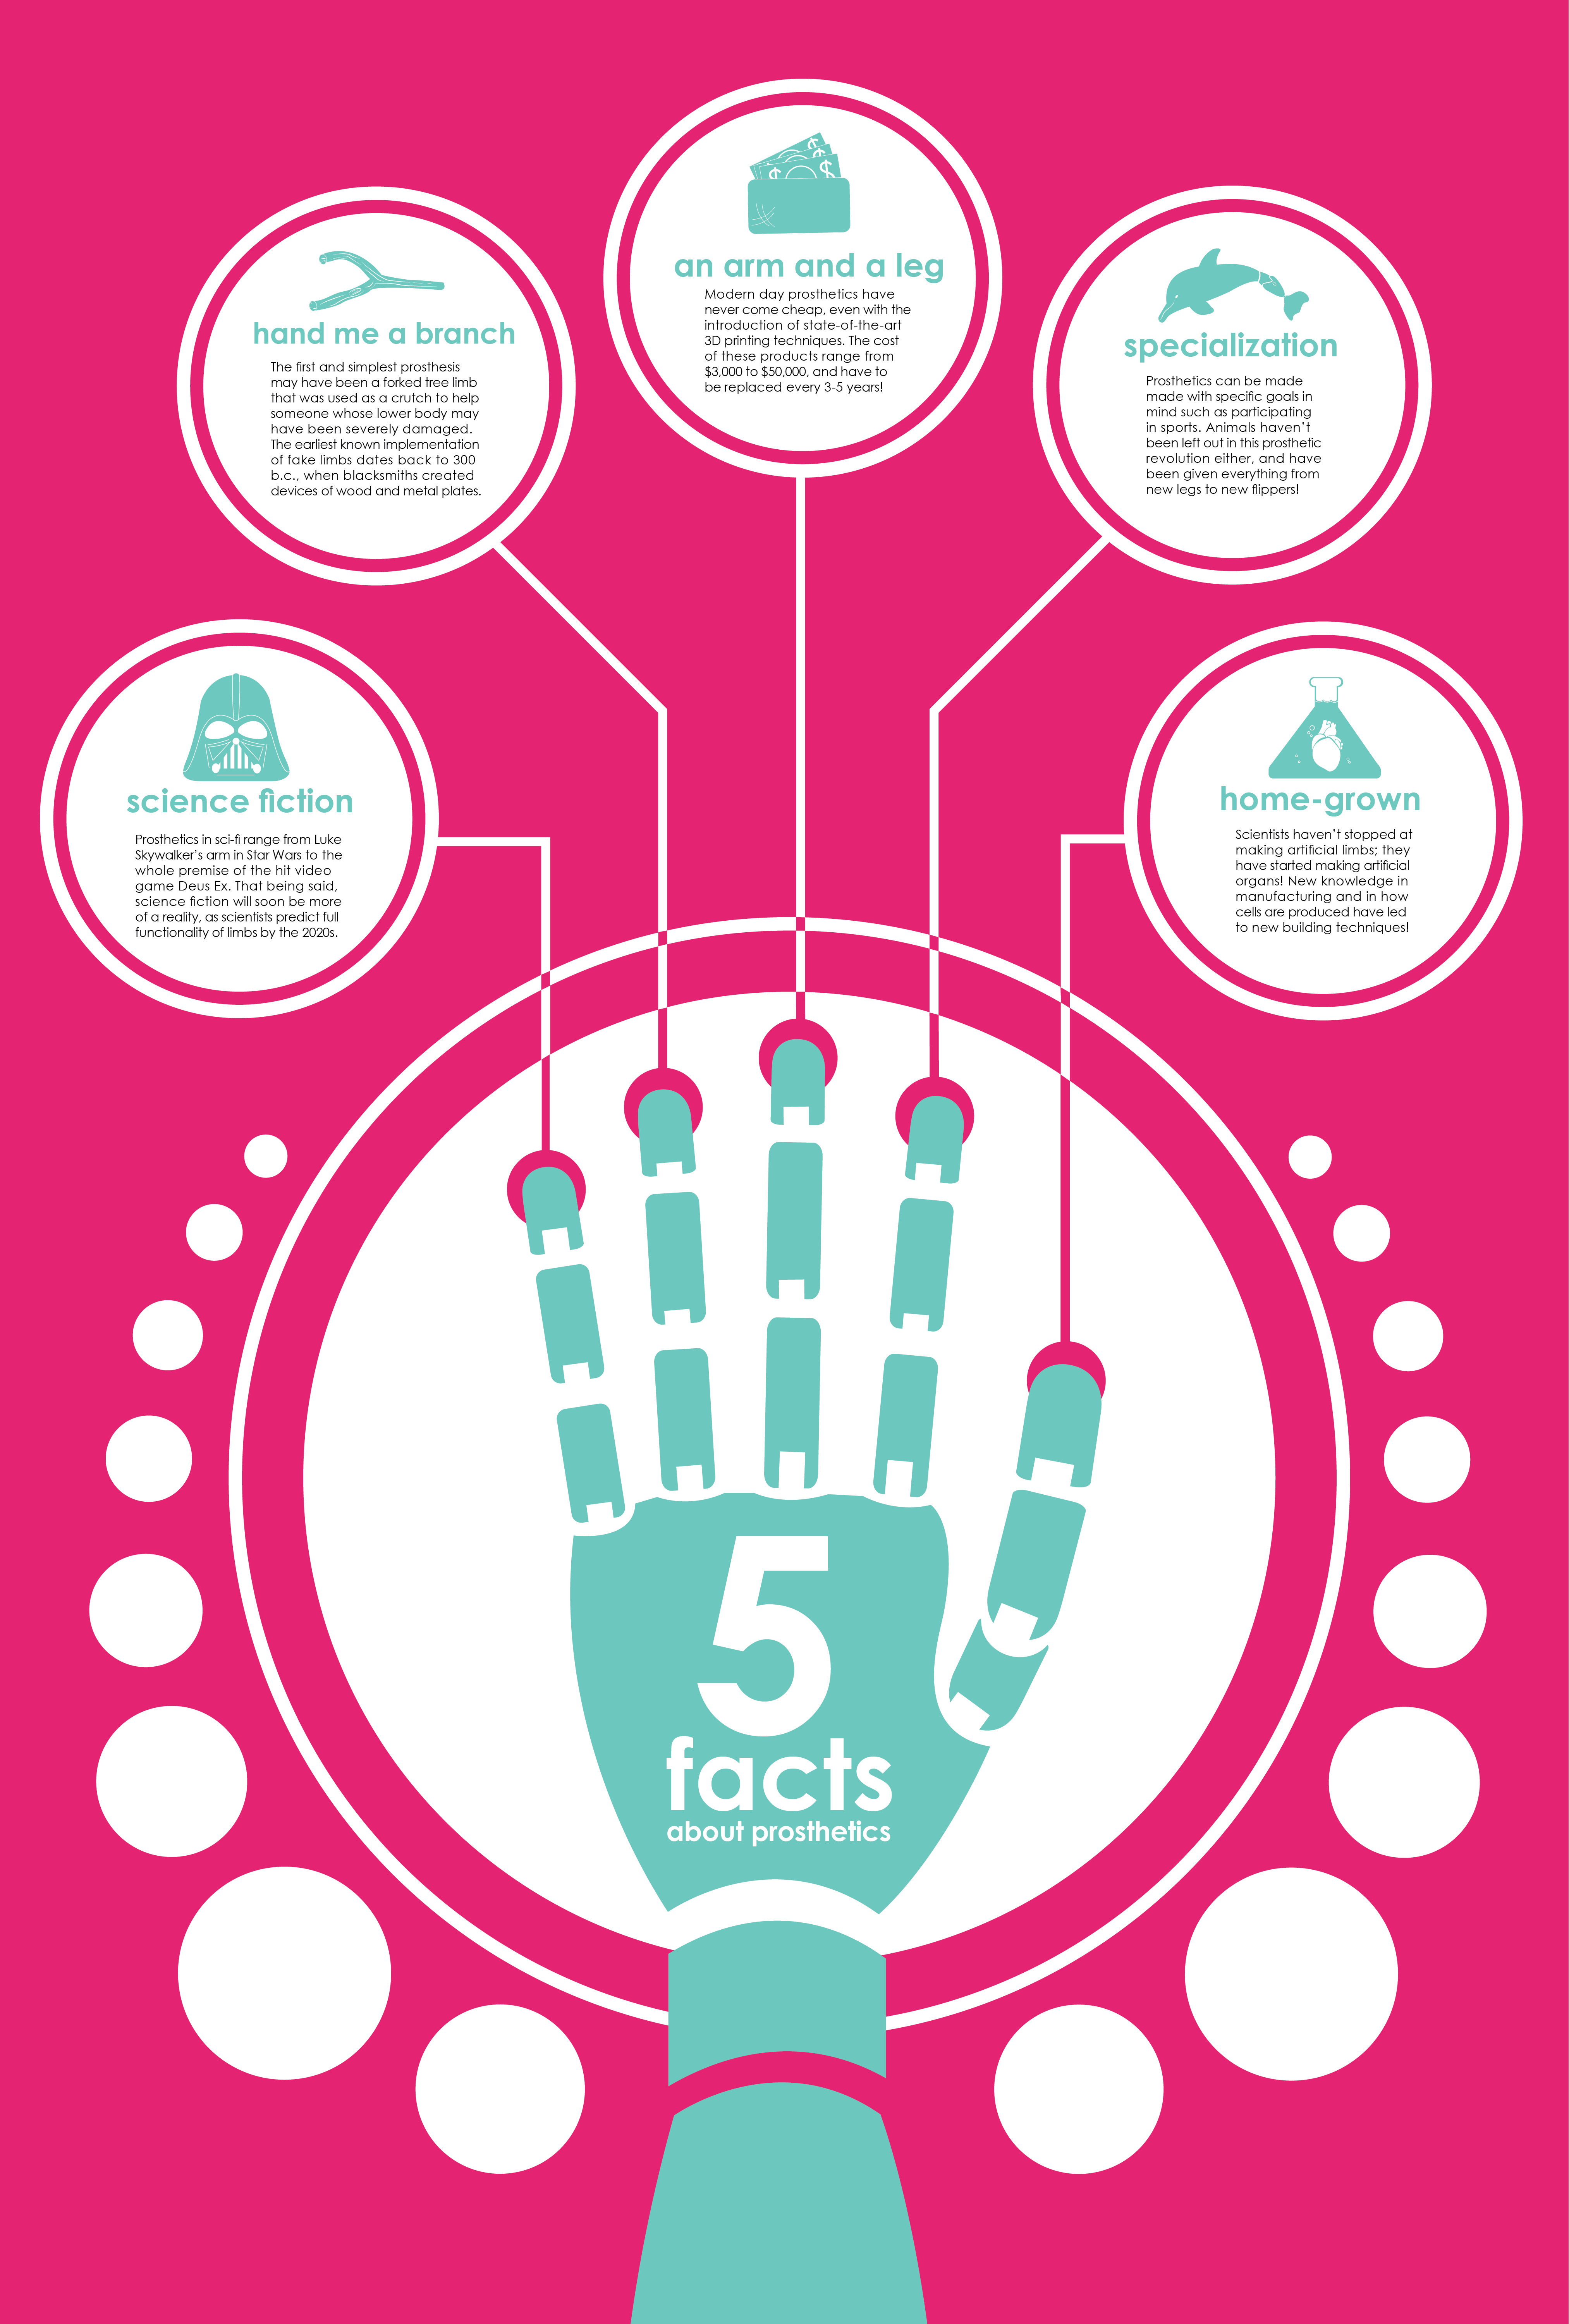 an arm and a leg
Modern day prosthetics have
never come cheap, even with the
introduction of state-of-the-art
3D printing techniques. The cost
of these products range from
$3,000 to $50,000, and have to
be replaced every 3-5 years!
hand me a branch
The first and simplest prosthesis
may have been a forked tree limb
that was used as a crutch to help
someone whose lower body may
have been severely damaged.
The earliest known implementation
of fake limbs dates back to 300
b.c., when blacksmiths created
devices of wood and metal plates.
specialization
Prosthetics can be made
made with specific goals in
mind such as participating
in sports. Animals haven't
been left out in this prosthetic
revolution either, and have
been given everything from
new legs to new flippers!
science fiction
Prosthetics in sci-fi range from Luke
Skywalker's arm in Star Wars to the
whole premise of the hit video
game Deus Ex. That being said,
science fiction will soon be more
of a reality, as scientists predict full
functionality of limbs by the 2020s.
home-grown
Scientists haven't stopped at
making artificial limbs; they
have started making artificial
organs! New knowledge in
manufacturing and in how
cells are produced have led
to new building techniques!
5
facts
about prosthetics